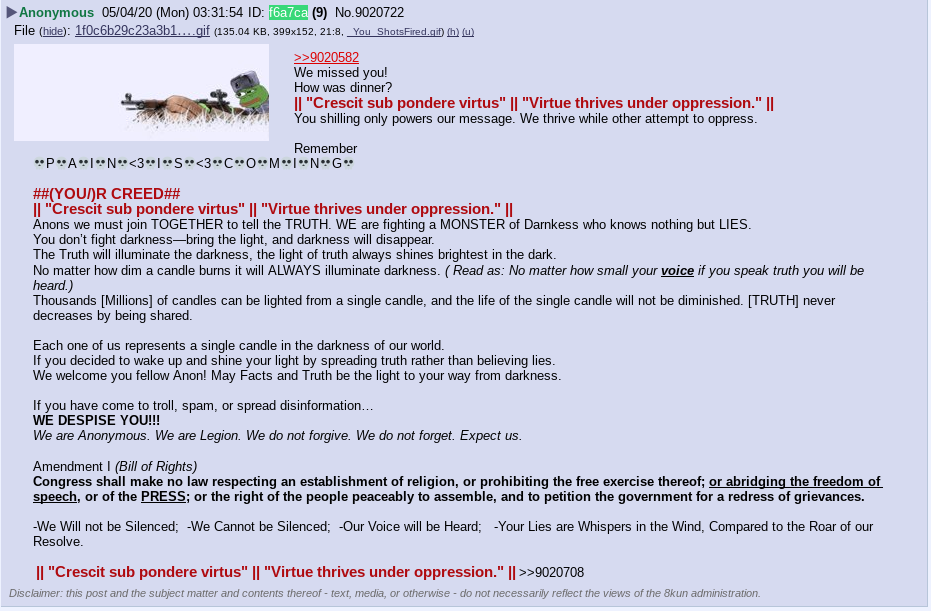 ▶Anonymous 05/04/20 (Mon) 03:31:54 ID: f6a7ca (9) No.9020722
File (hide): 1f0c6b29c23a3b1….gif (135.04 KB, 399x152, 21:8, _You_ShotsFired.gif) (h) (u)
>>9020582
We missed you!
How was dinner?
|| "Crescit sub pondere virtus" || "Virtue thrives under oppression." ||
You shilling only powers our message. We thrive while other attempt to oppress.
Remember
💀P💀A💀I💀N💀<3💀I💀S💀<3💀C💀O💀M💀I💀N💀G💀
##(YOU/)R CREED##
|| "Crescit sub pondere virtus" || "Virtue thrives under oppression." ||
Anons we must join TOGETHER to tell the TRUTH. WE are fighting a MONSTER of Darnkess who knows nothing but LIES.
You don’t fight darkness—bring the light, and darkness will disappear.
The Truth will illuminate the darkness, the light of truth always shines brightest in the dark.
No matter how dim a candle burns it will ALWAYS illuminate darkness. ( Read as: No matter how small your voice if you speak truth you will be
heard.)
Thousands [Millions] of candles can be lighted from a single candle, and the life of the single candle will not be diminished. [TRUTH] never
decreases by being shared.
Each one of us represents a single candle in the darkness of our world.
If you decided to wake up and shine your light by spreading truth rather than believing lies.
We welcome you fellow Anon! May Facts and Truth be the light to your way from darkness.
If you have come to troll, spam, or spread disinformation…
WE DESPISE YOU!!!
We are Anonymous. We are Legion. We do not forgive. We do not forget. Expect us.
Amendment I (Bill of Rights)
Congress shall make no law respecting an establishment of religion, or prohibiting the free exercise thereof; or abridging the freedom of
speech, or of the PRESS; or the right of the people peaceably to assemble, and to petition the government for a redress of grievances.
-We Will not be Silenced; -We Cannot be Silenced; -Our Voice will be Heard; -Your Lies are Whispers in the Wind, Compared to the Roar of our
Resolve.
|| "Crescit sub pondere virtus" || "Virtue thrives under oppression." || >>9020708
Disclaimer: this post and the subject matter and contents thereof - text, media, or otherwise - do not necessarily reflect the views of the 8kun administration.